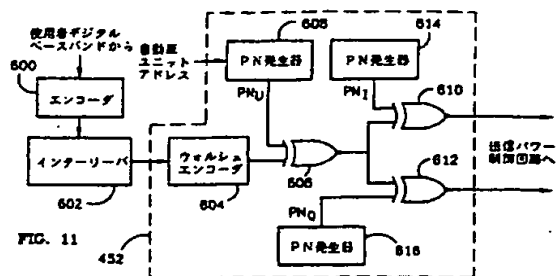 使用者ディジタル
ベースバンドから
600
エンコーダ
インターリーバ
602
FIG. 11
452
自動車
ユニット
アドレス
608
PN発生器
PNU
ウォルシュ
エンコーダ
604
606
614
PN発生器
PNI
610
612
PNQ
PN発生器
616
送信パワー
制御回路へ